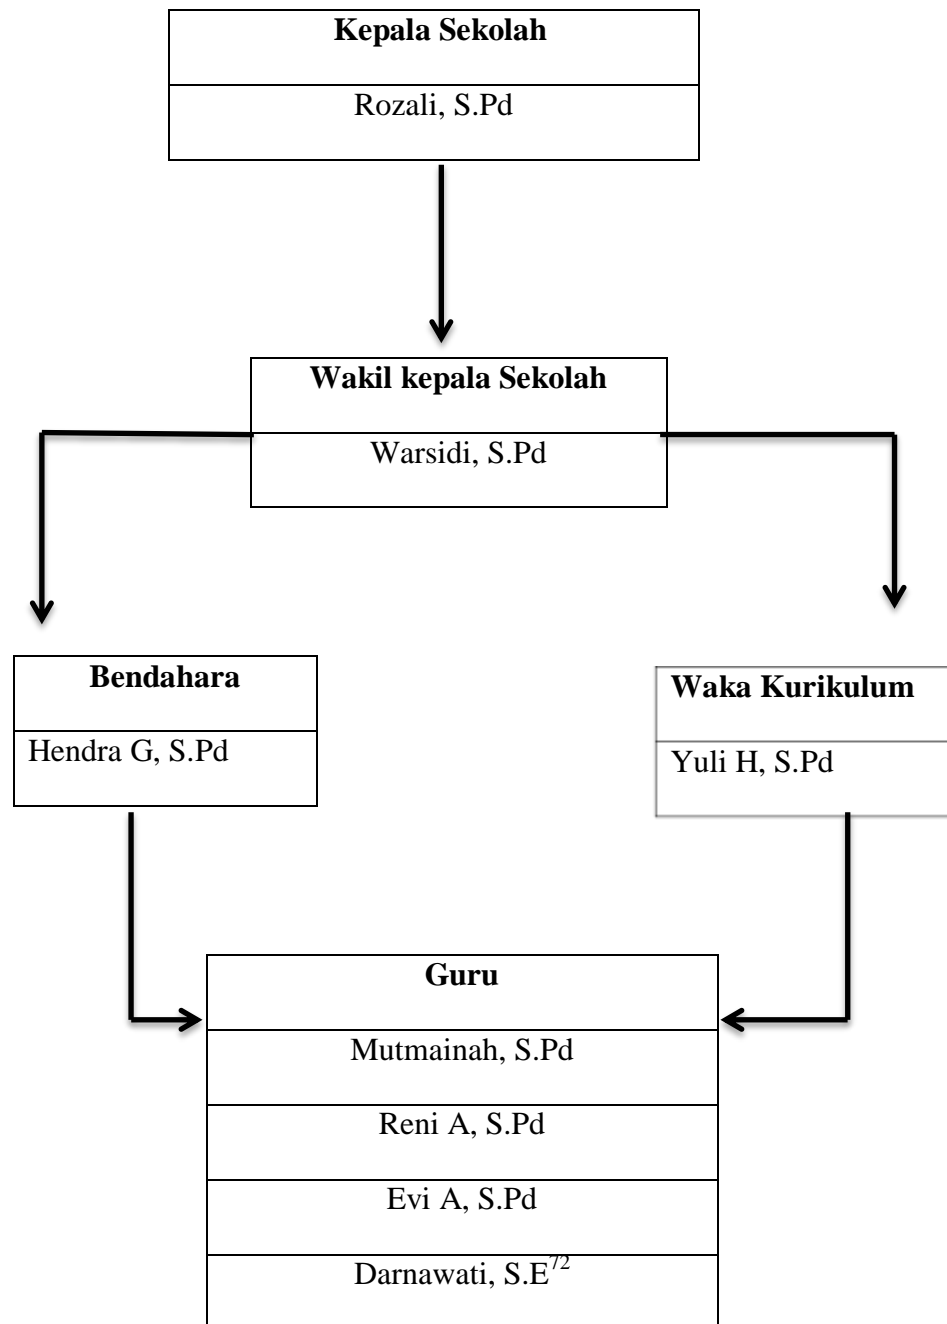 Kepala Sekolah
Rozali, S.Pd
Wakil kepala Sekolah
Warsidi, S.Pd
Bendahara
Hendra G, S.Pd
Waka Kurikulum
Yuli H, S.Pd
Guru
Mutmainah, S.Pd
Reni A, S.Pd
Evi A, S.Pd
Darnawati, S.E72